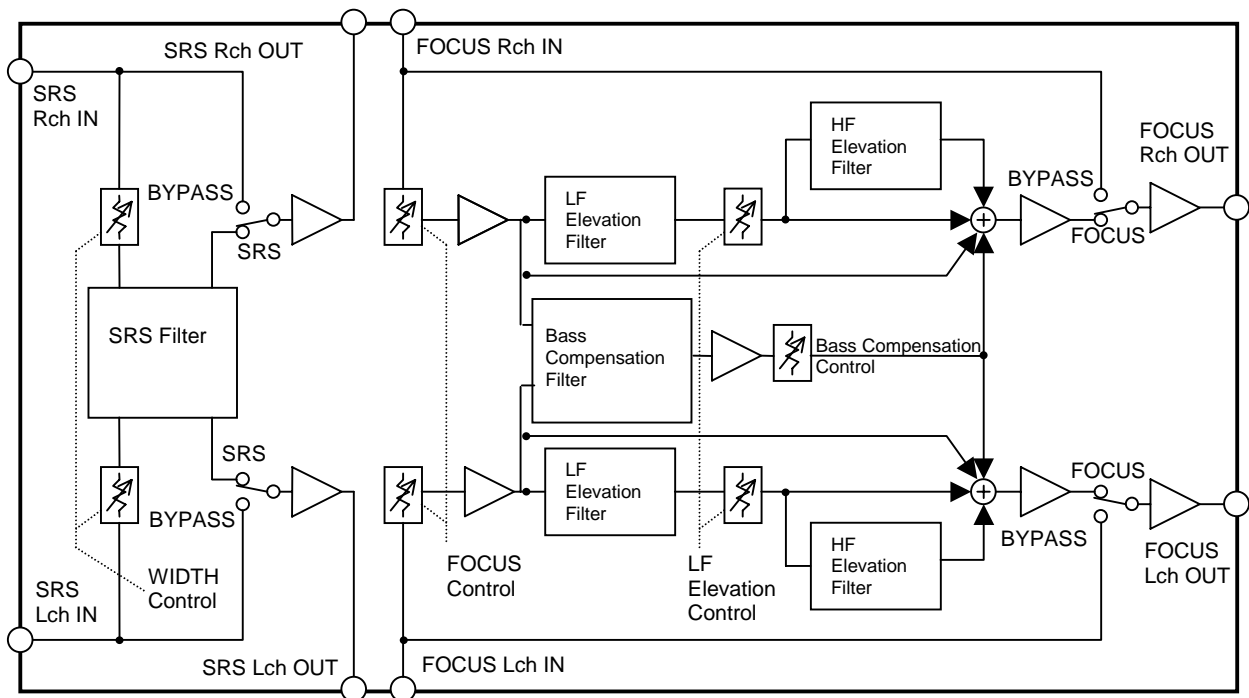 SRS Rch OUT
FOCUS Rch IN
SRS
Rch IN
HF
Elevation
Filter
FOCUS
Rch OUT
BYPASS
BYPASS
LF
Elevation
Filter
SRS
FOCUS
SRS Filter
Bass
Compensation
Filter
Bass Compensation
Control
SRS
LF
Elevation
Filter
FOCUS
BYPASS
BYPASS
HF
Elevation
Filter
FOCUS
Lch OUT
SRS
Lch IN
WIDTH
Control
FOCUS
Control
LF
Elevation
Control
SRS Lch OUT
FOCUS Lch IN